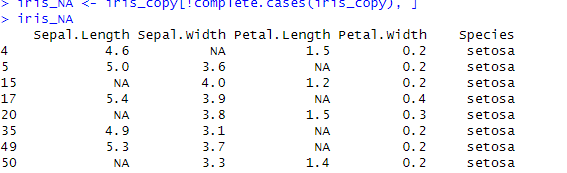 > iris_NA <- iris_copy[!complete.cases(iris_copy), ]
> iris_NA
   Sepal.Length Sepal.Width Petal.Length Petal.Width Species
4           4.6          NA          1.5         0.2  setosa
5           5.0         3.6           NA         0.2  setosa
15           NA         4.0          1.2         0.2  setosa
17          5.4         3.9           NA         0.4  setosa
20           NA         3.8          1.5         0.3  setosa
35          4.9         3.1           NA         0.2  setosa
49          5.3         3.7           NA         0.2  setosa
50           NA         3.3          1.4         0.2  setosa